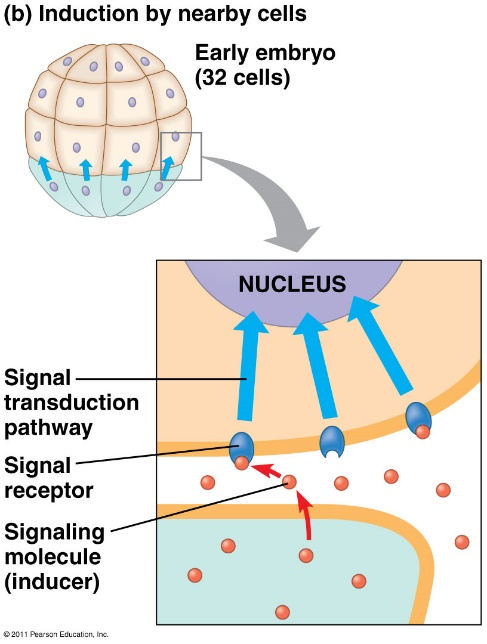 (b) Induction by nearby cells
Early embryo
(32 cells)
NUCLEUS
Signal
transduction
pathway
Signal
receptor
Signaling
molecule
(inducer)
© 2011 Pearson Education, Inc.